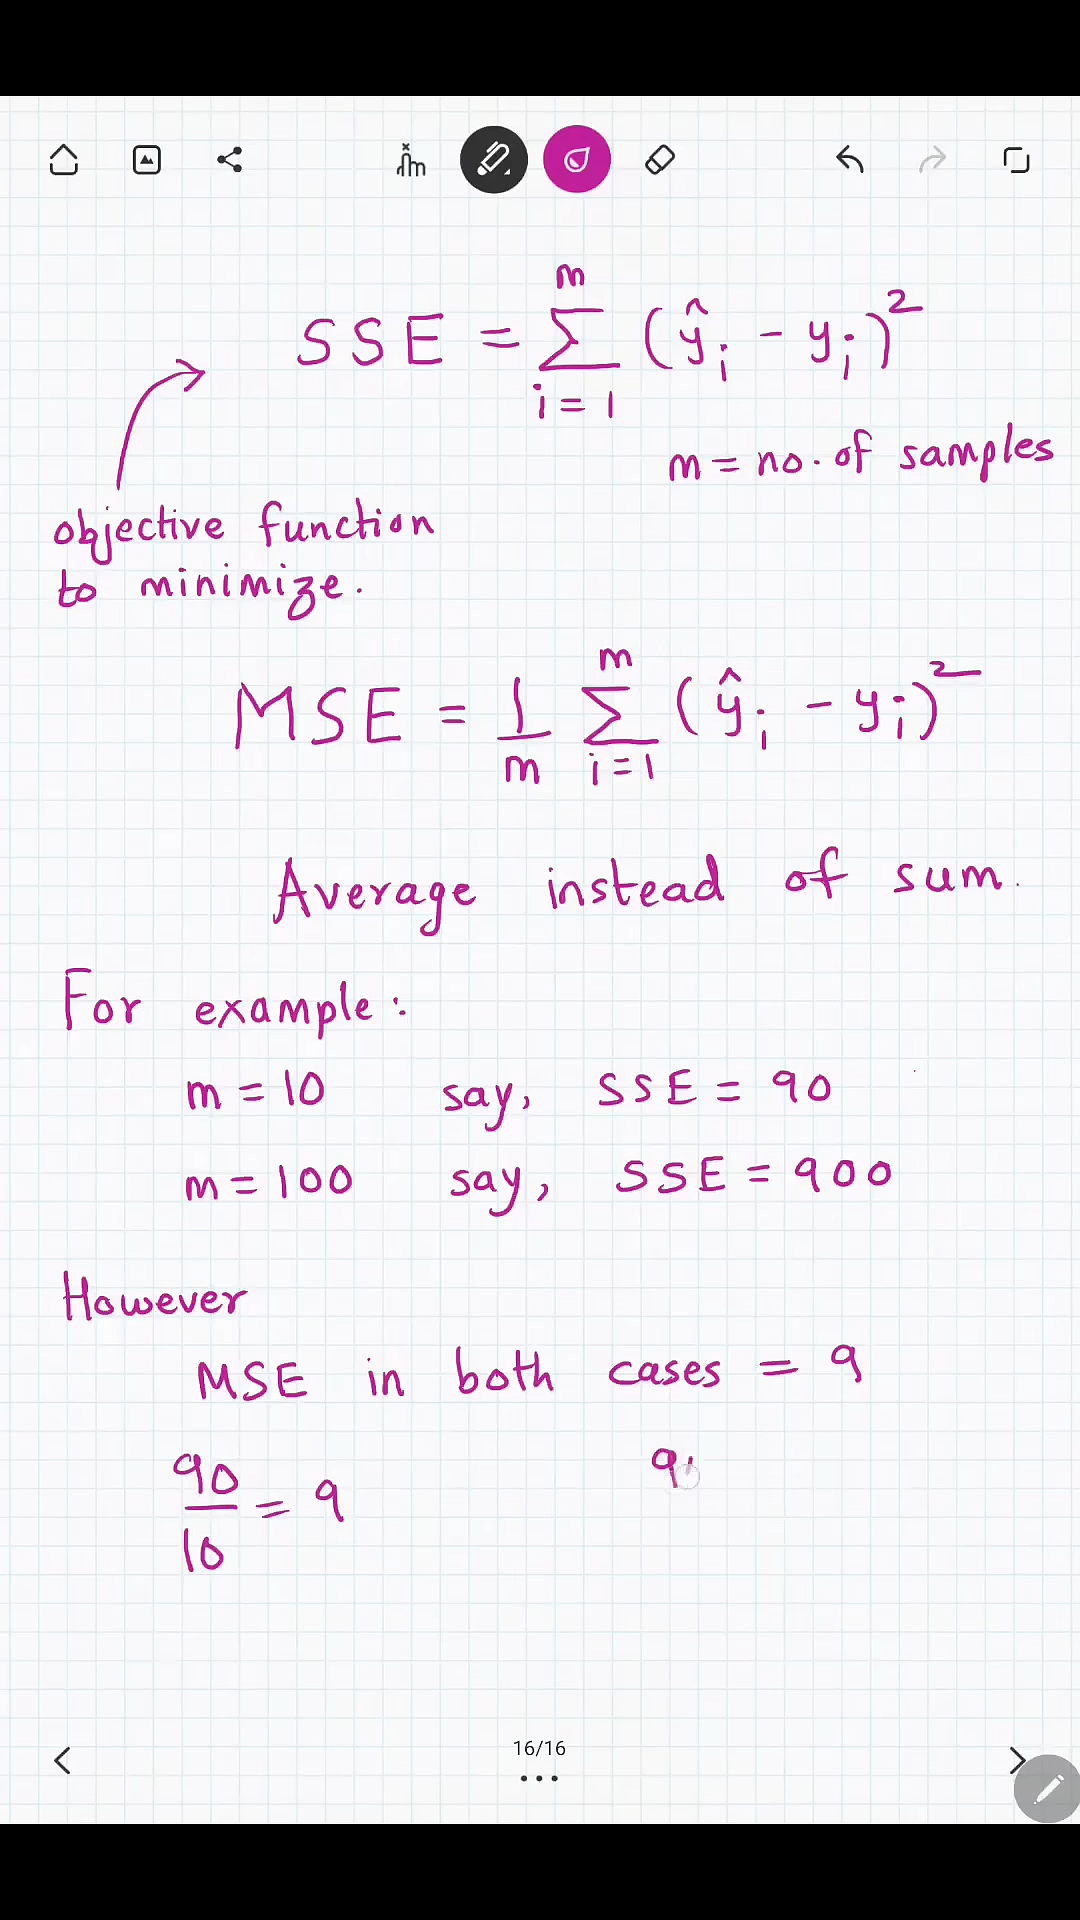 m
SSE = Σ (ŷᵢ - yᵢ)²
i = 1
m = no. of samples
objective function
to minimize.
m
MSE = 1/m Σ (ŷᵢ - yᵢ)²
i = 1
Average instead of sum.
For example:
m = 10 say, SSE = 90
m = 100 say, SSE = 900
However
MSE in both cases = 9
90/10 = 9 9
16/16